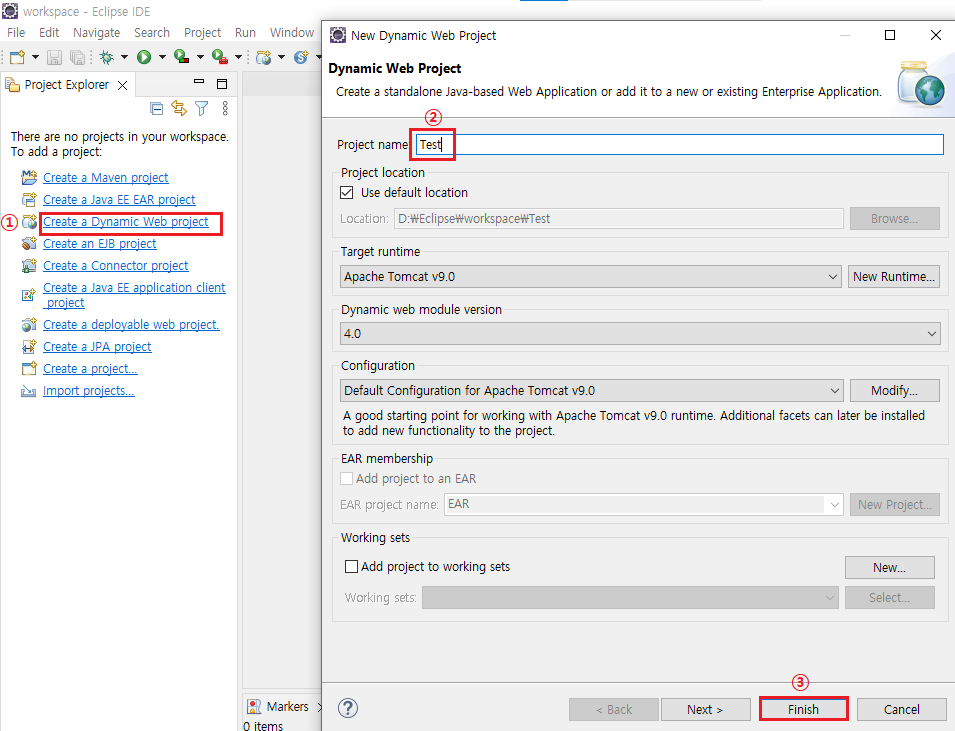 workspace - Eclipse IDE
File Edit Navigate Search Project Run Window
Project Explorer
There are no projects in your workspace.
To add a project:
Create a Maven project
Create a Java EE EAR project
① Create a Dynamic Web project
Create an EJB project
Create a Connector project
Create a Java EE application client
project
Create a deployable web project.
Create a JPA project
Create a project...
Import projects...
Markers
0 items
New Dynamic Web Project
Dynamic Web Project
Create a standalone Java-based Web Application or add it to a new or existing Enterprise Application.
②
Project name: Test
Project location
Use default location
Location: D:₩Eclipse₩workspace₩Test Browse...
Target runtime
Apache Tomcat v9.0 New Runtime...
Dynamic web module version
4.0
Configuration
Default Configuration for Apache Tomcat v9.0 Modify...
A good starting point for working with Apache Tomcat v9.0 runtime. Additional facets can later be installed
to add new functionality to the project.
EAR membership
Add project to an EAR
EAR project name: EAR New Project...
Working sets
Add project to working sets New...
Working sets: Select...
③
? < Back Next > Finish Cancel